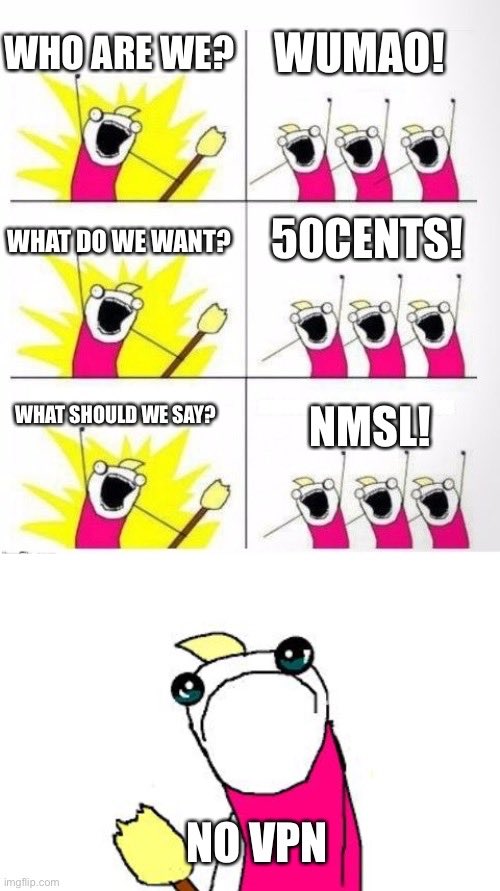 WHO ARE WE?
WUMAO!
WHAT DO WE WANT?
50CENTS!
WHAT SHOULD WE SAY?
NMSL!
NO VPN
imgflip.com